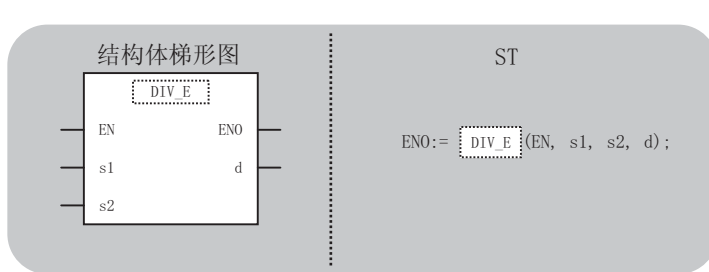 结构体梯形图
DIV_E
EN ENO
s1 d
s2
ST
ENO:= DIV_E (EN, s1, s2, d);